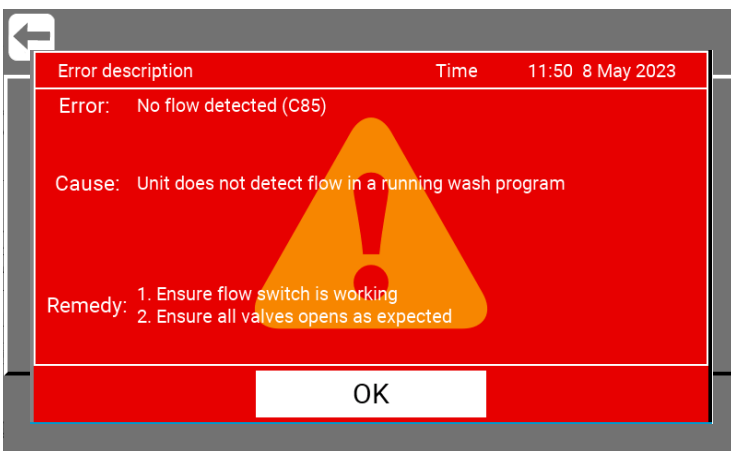 Error description Time 11:50 8 May 2023
Error: No flow detected (C85)
Cause: Unit does not detect flow in a running wash program
Remedy: 1. Ensure flow switch is working
2. Ensure all valves opens as expected
OK